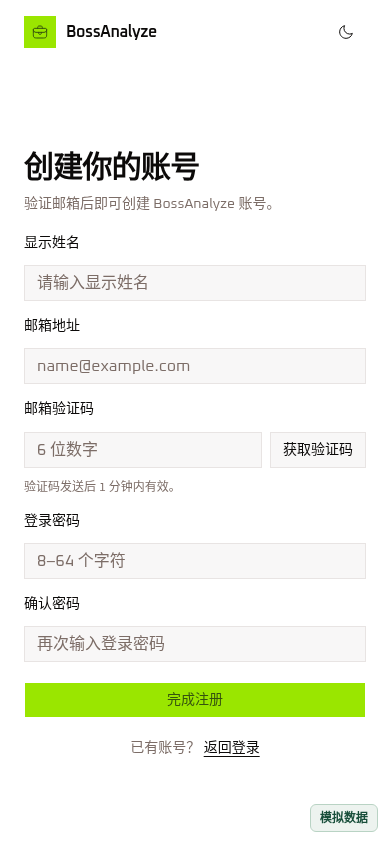 BossAnalyze
创建你的账号
验证邮箱后即可创建 BossAnalyze 账号。
显示姓名
请输入显示姓名
邮箱地址
name@example.com
邮箱验证码
6 位数字
获取验证码
验证码发送后 1 分钟内有效。
登录密码
8–64 个字符
确认密码
再次输入登录密码
完成注册
已有账号? 返回登录
模拟数据